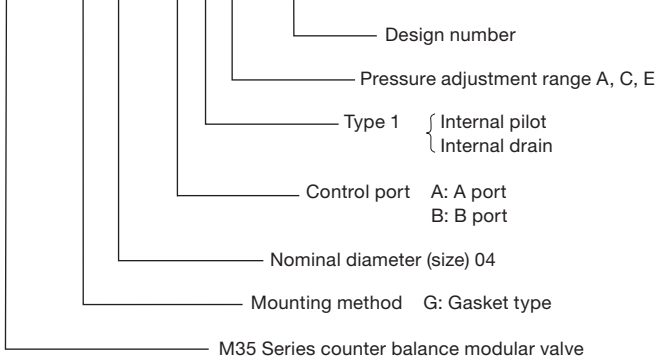 Design number
Pressure adjustment range A, C, E
Type 1 Internal pilot
Internal drain
Control port A: A port
B: B port
Nominal diameter (size) 04
Mounting method G: Gasket type
M35 Series counter balance modular valve